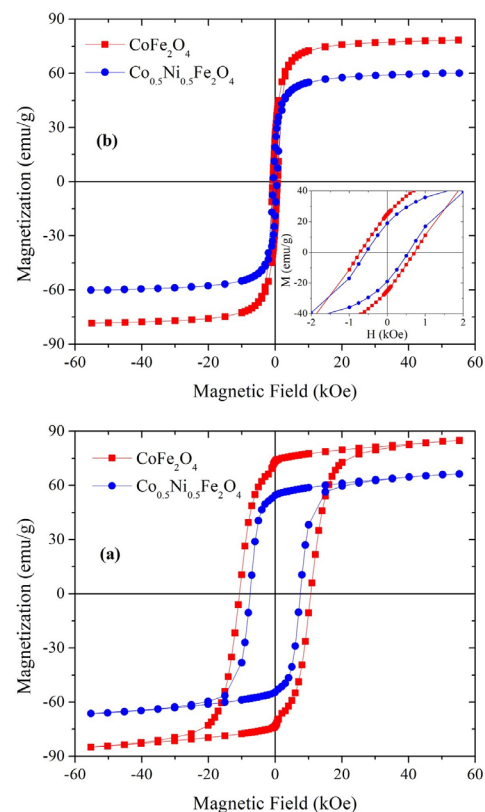 90
60
30
0
-30
-60
-90
Magnetization (emu/g)
CoFe₂O₄
Co₀.₅Ni₀.₅Fe₂O₄
(b)
M (emu/g)
40
20
0
-20
-40
-2 -1 0 1 2
H (kOe)
-60 -40 -20 0 20 40 60
Magnetic Field (kOe)
90
60
30
0
-30
-60
-90
Magnetization (emu/g)
CoFe₂O₄
Co₀.₅Ni₀.₅Fe₂O₄
(a)
-60 -40 -20 0 20 40 60
Magnetic Field (kOe)